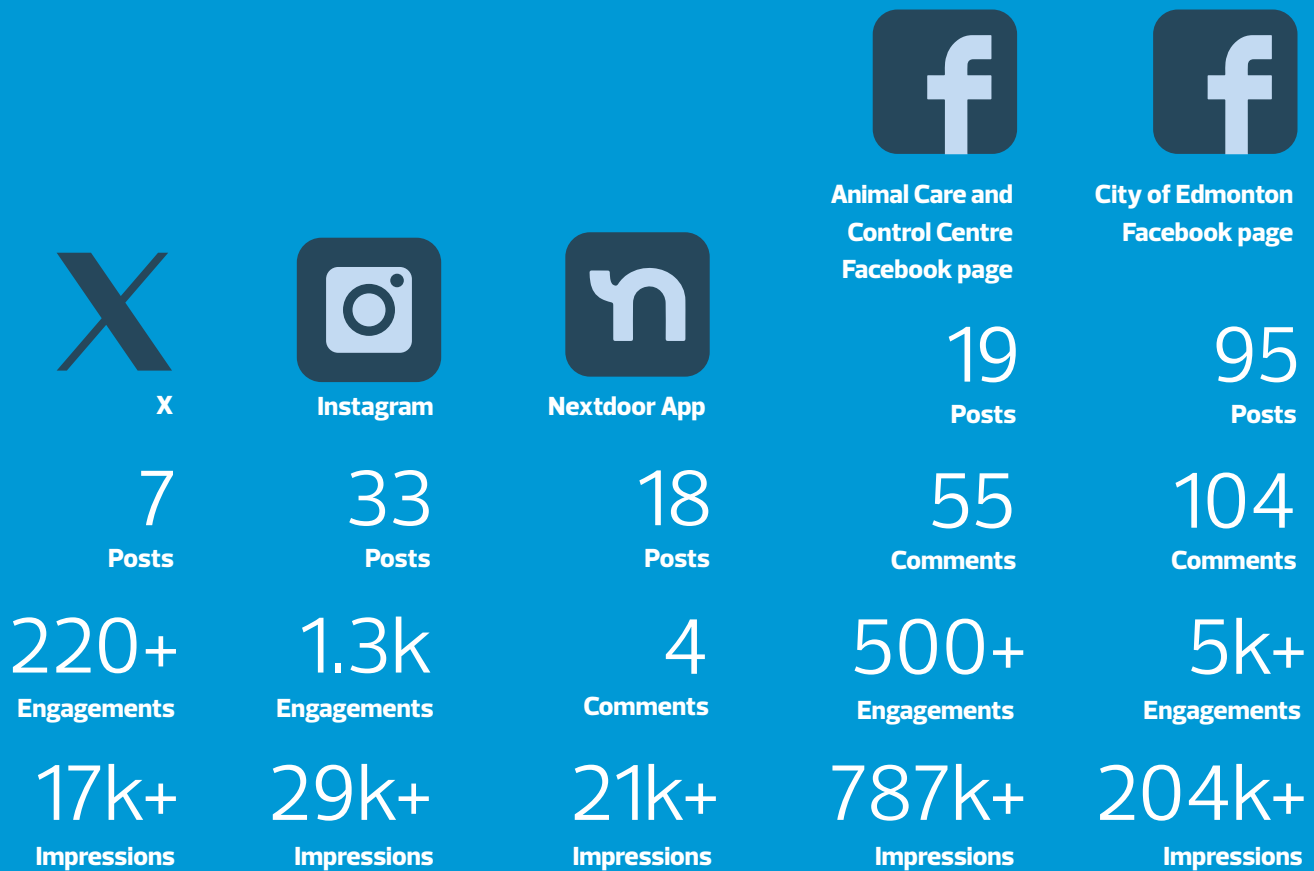 X
7
Posts
220+
Engagements
17k+
Impressions
Instagram
33
Posts
1.3k
Engagements
29k+
Impressions
Nextdoor App
18
Posts
4
Comments
21k+
Impressions
Animal Care and
Control Centre
Facebook page
19
Posts
55
Comments
500+
Engagements
787k+
Impressions
City of Edmonton
Facebook page
95
Posts
104
Comments
5k+
Engagements
204k+
Impressions